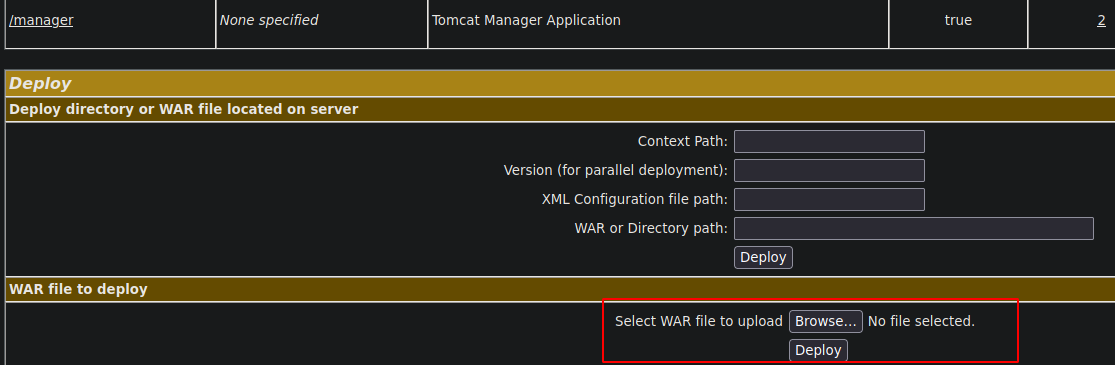 /manager None specified Tomcat Manager Application true 2
Deploy
Deploy directory or WAR file located on server
Context Path:
Version (for parallel deployment):
XML Configuration file path:
WAR or Directory path:
Deploy
WAR file to deploy
Select WAR file to upload Browse... No file selected.
Deploy